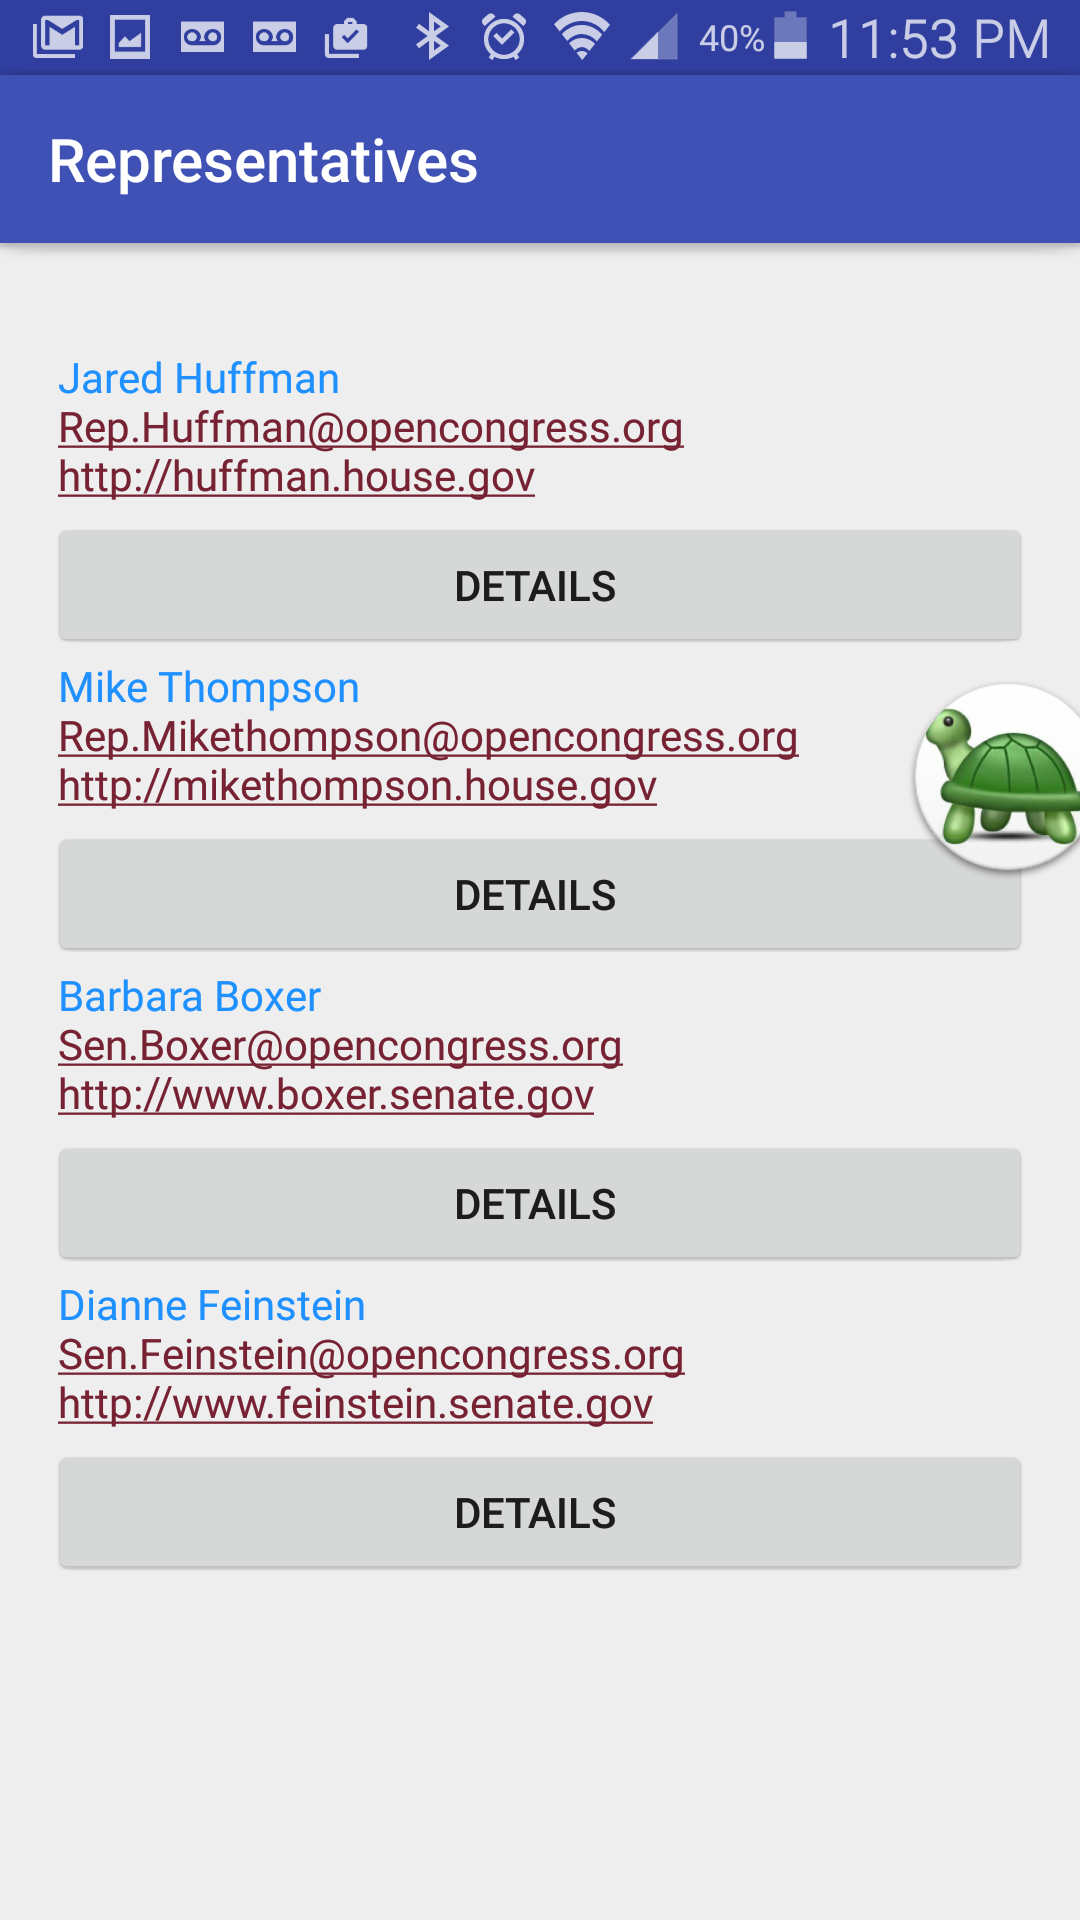 40% 11:53 PM
Representatives
Jared Huffman
Rep.Huffman@opencongress.org
http://huffman.house.gov
DETAILS
Mike Thompson
Rep.Mikethompson@opencongress.org
http://mikethompson.house.gov
DETAILS
Barbara Boxer
Sen.Boxer@opencongress.org
http://www.boxer.senate.gov
DETAILS
Dianne Feinstein
Sen.Feinstein@opencongress.org
http://www.feinstein.senate.gov
DETAILS